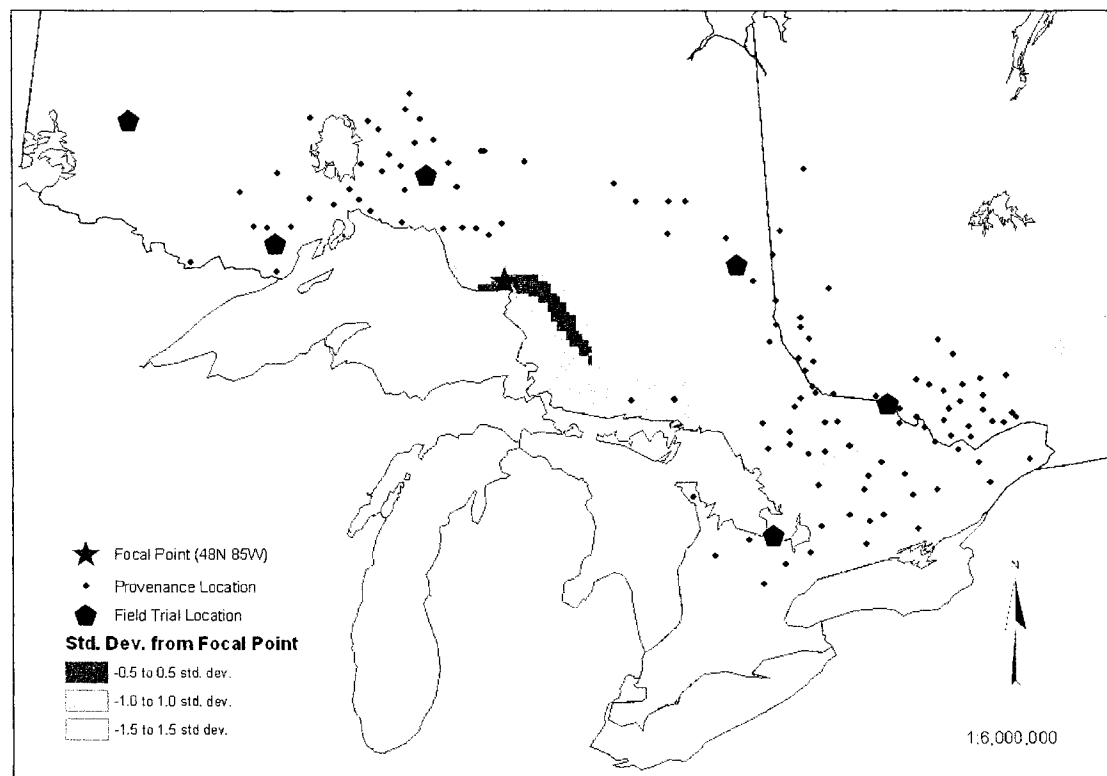 Focal Point (48N 85W)
Provenance Location
Field Trial Location
Std. Dev. from Focal Point
-0.5 to 0.5 std. dev.
-1.0 to 1.0 std. dev.
-1.5 to 1.5 std dev.
N
1:6,000,000